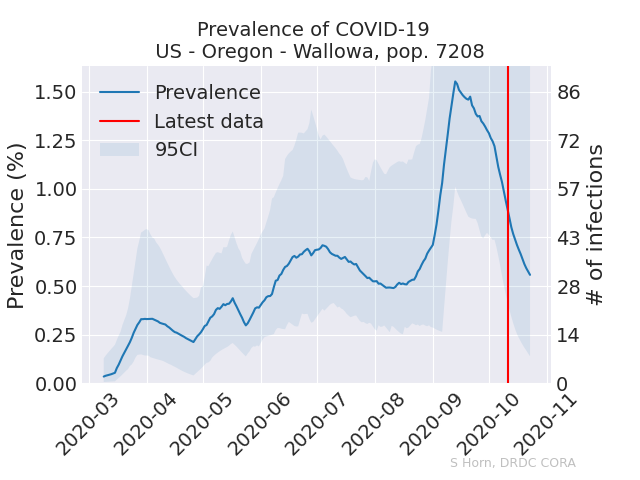 Prevalence of COVID-19
US - Oregon - Wallowa, pop. 7208
Prevalence
Latest data
95CI
Prevalence (%)
1.50
1.25
1.00
0.75
0.50
0.25
0.00
86
72
57
43
28
14
0
# of infections
2020-03
2020-04
2020-05
2020-06
2020-07
2020-08
2020-09
2020-10
2020-11
S Horn, DRDC CORA